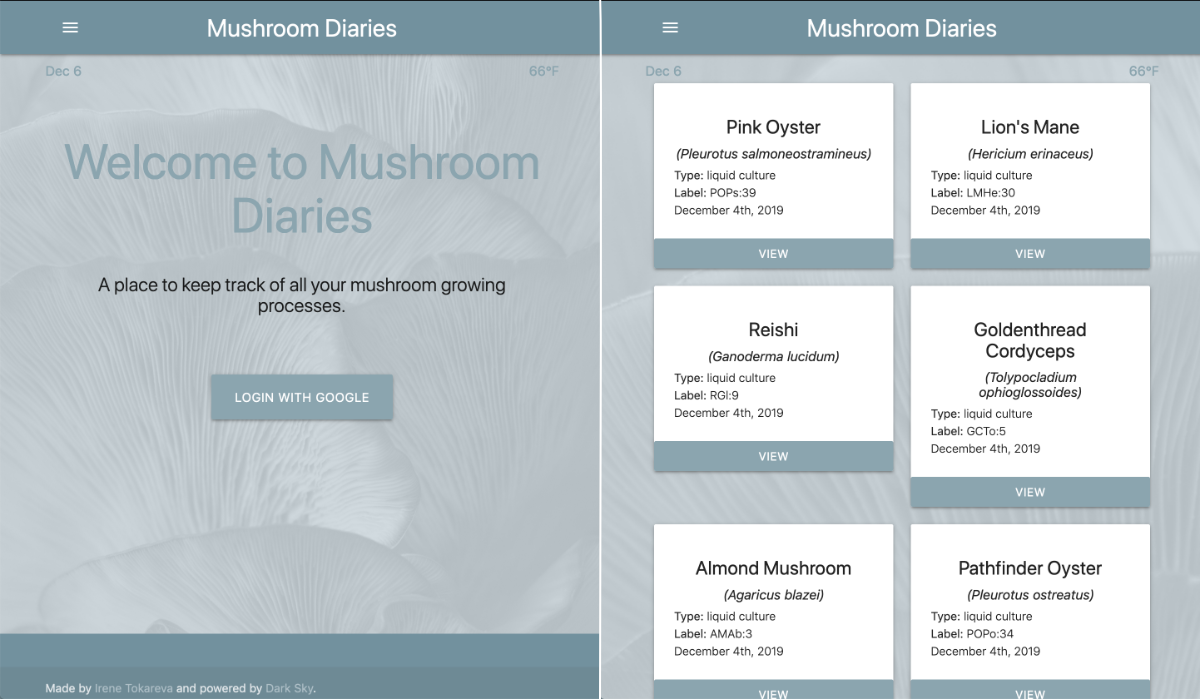 Mushroom Diaries
Dec 6
66°F
Welcome to Mushroom
Diaries
A place to keep track of all your mushroom growing
processes.
LOGIN WITH GOOGLE
Made by Irene Tokareva and powered by Dark Sky.
Mushroom Diaries
Dec 6
66°F
Pink Oyster
(Pleurotus salmoneostramineus)
Type: liquid culture
Label: POPs:39
December 4th, 2019
VIEW
Lion's Mane
(Hericium erinaceus)
Type: liquid culture
Label: LMHe:30
December 4th, 2019
VIEW
Reishi
(Ganoderma lucidum)
Type: liquid culture
Label: RGl:9
December 4th, 2019
VIEW
Goldenthread
Cordyceps
(Tolypocladium
ophioglossoides)
Type: liquid culture
Label: GCTo:5
December 4th, 2019
VIEW
Almond Mushroom
(Agaricus blazei)
Type: liquid culture
Label: AMAb:3
December 4th, 2019
VIEW
Pathfinder Oyster
(Pleurotus ostreatus)
Type: liquid culture
Label: POPo:34
December 4th, 2019
VIEW